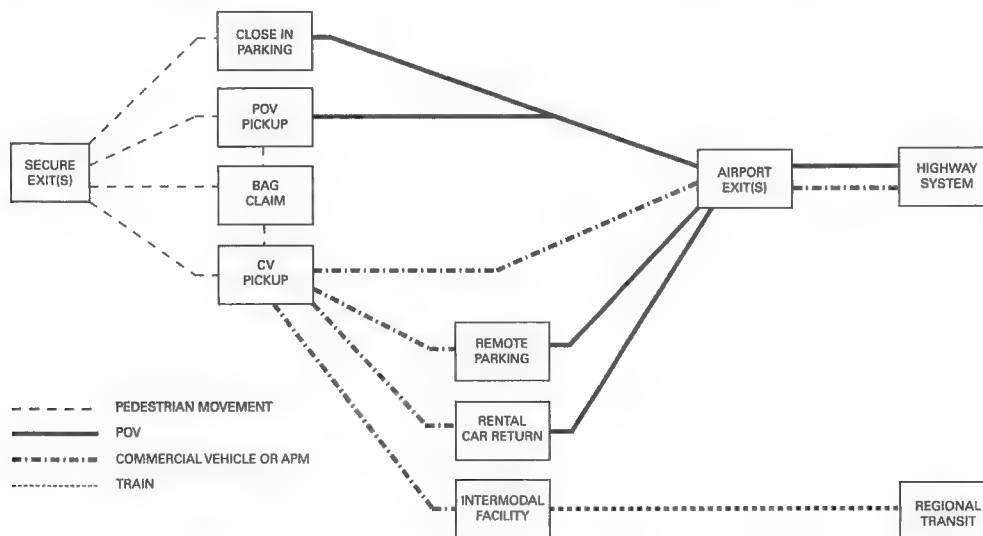 CLOSE IN
PARKING
POV
PICKUP
SECURE
EXIT(S)
BAG
CLAIM
AIRPORT
EXIT(S)
HIGHWAY
SYSTEM
CV
PICKUP
REMOTE
PARKING
RENTAL
CAR RETURN
INTERMODAL
FACILITY
REGIONAL
TRANSIT
PEDESTRIAN MOVEMENT
POV
COMMERCIAL VEHICLE OR APM
TRAIN